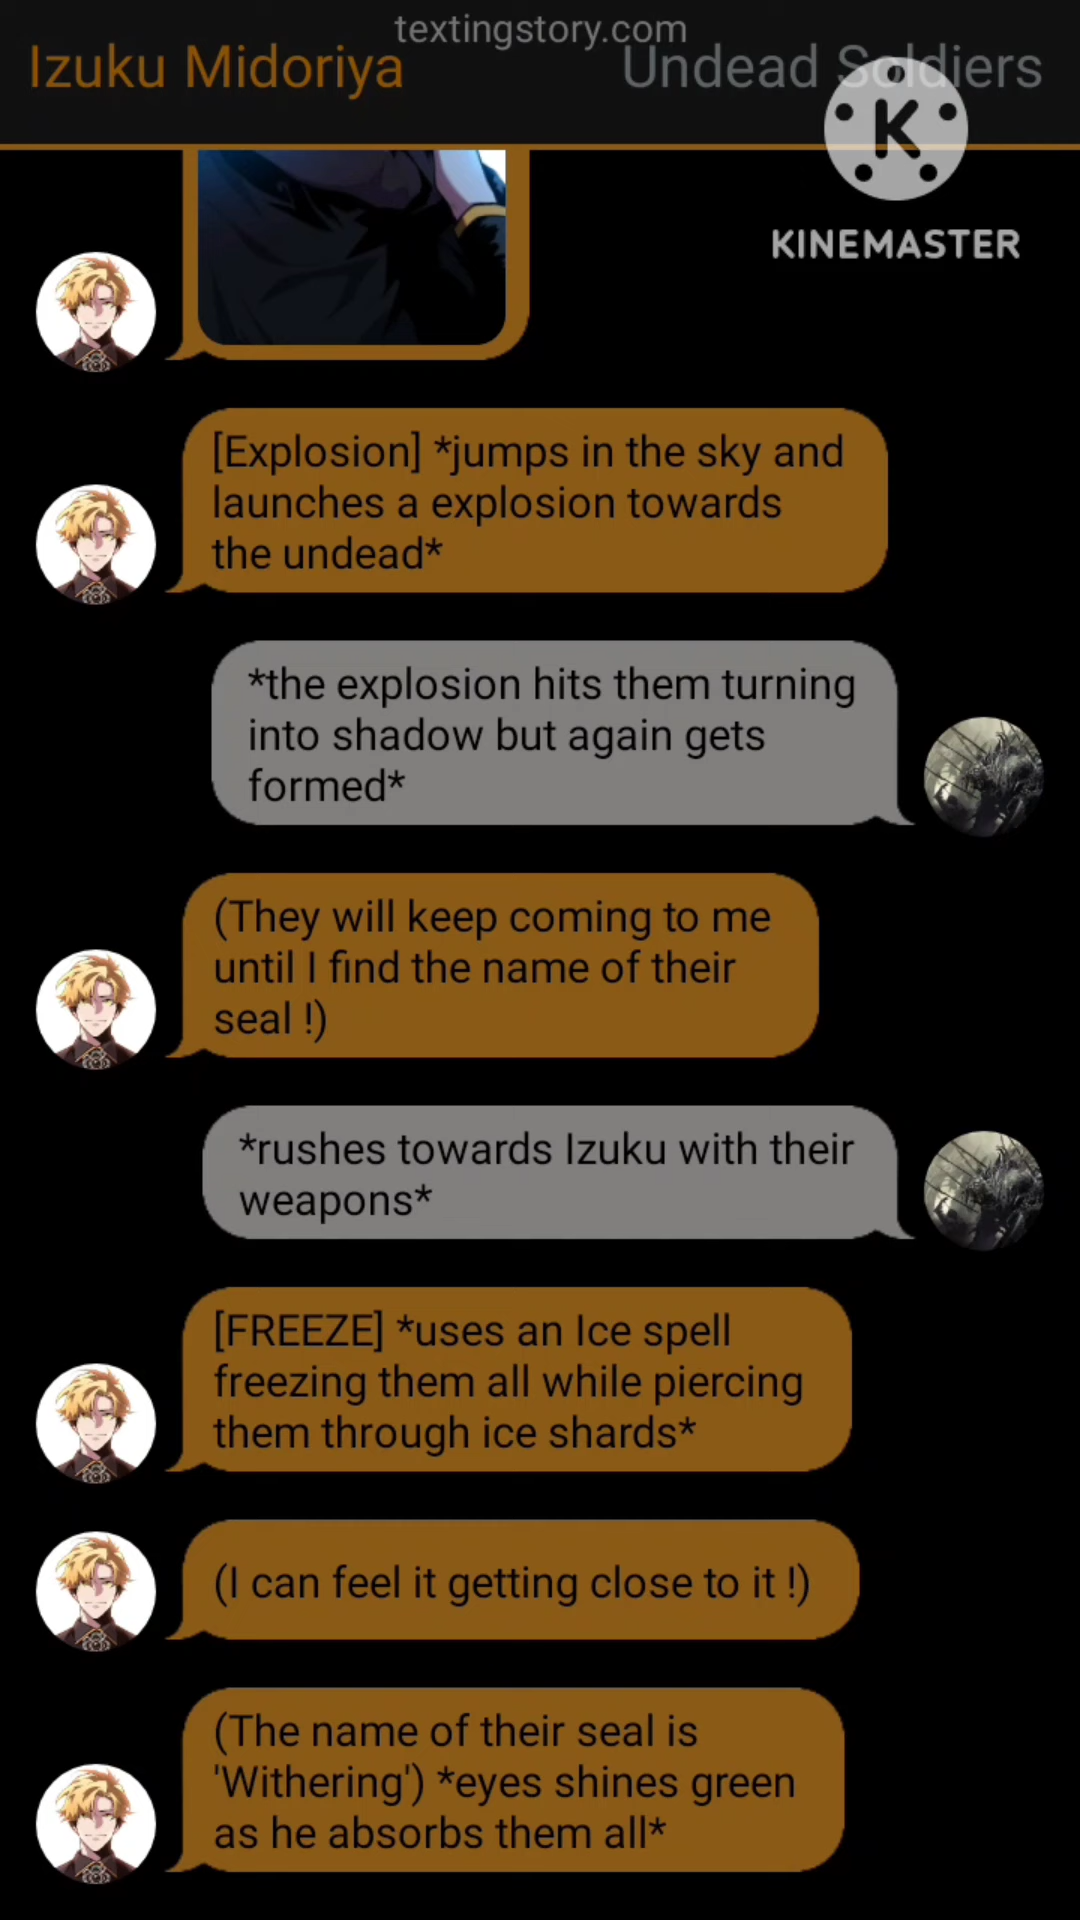 textingstory.com
Izuku Midoriya
Undead Soldiers
K
KINEMASTER
[Explosion] *jumps in the sky and
launches a explosion towards
the undead*
*the explosion hits them turning
into shadow but again gets
formed*
(They will keep coming to me
until I find the name of their
seal !)
*rushes towards Izuku with their
weapons*
[FREEZE] *uses an Ice spell
freezing them all while piercing
them through ice shards*
(I can feel it getting close to it !)
(The name of their seal is
'Withering') *eyes shines green
as he absorbs them all*